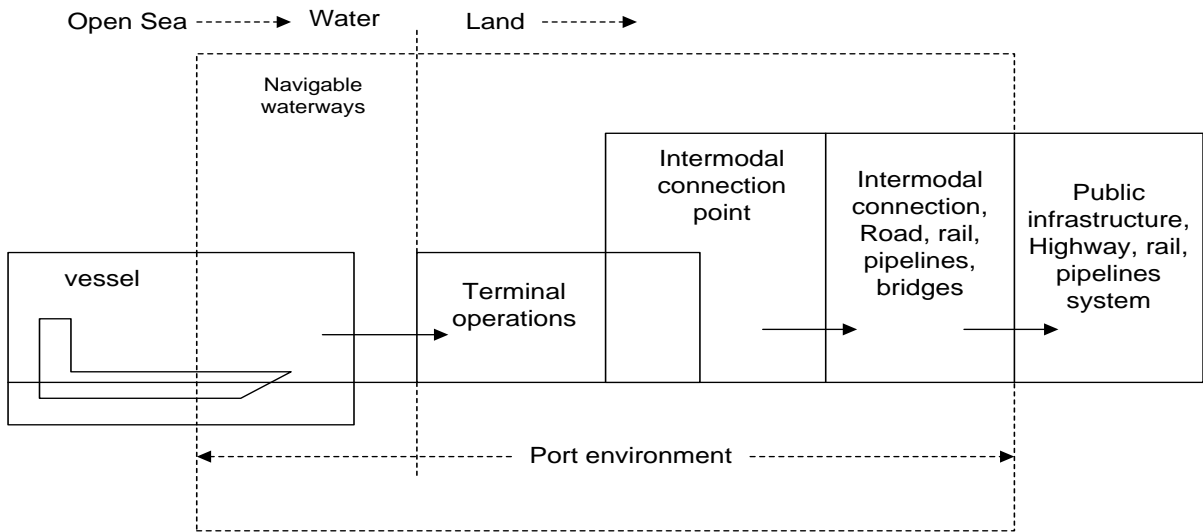 Open Sea
Water
Land
Navigable
waterways
Intermodal
connection
point
Intermodal
connection,
Road, rail,
pipelines,
bridges
Public
infrastructure,
Highway, rail,
pipelines
system
vessel
Terminal
operations
Port environment